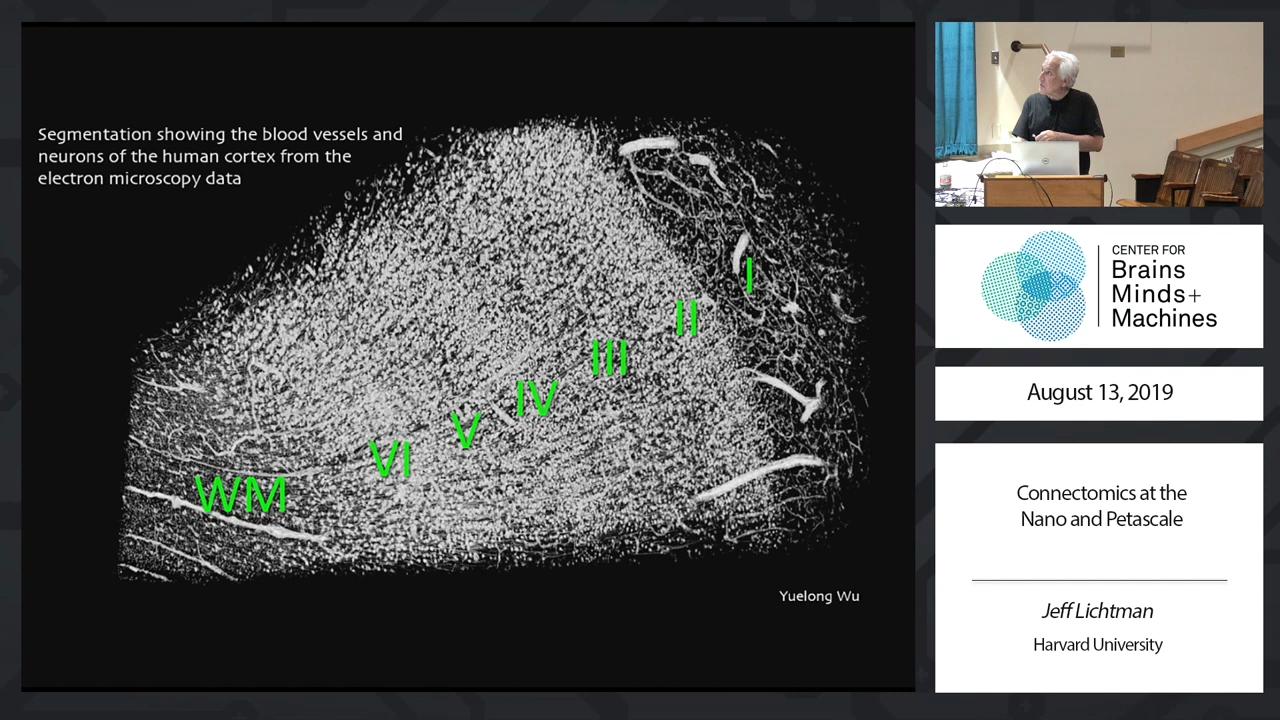 Segmentation showing the blood vessels and
neurons of the human cortex from the
electron microscopy data
I
II
III
IV
V
VI
WM
Yuelong Wu
CENTER FOR
Brains
Minds+
Machines
August 13, 2019
Connectomics at the
Nano and Petascale
Jeff Lichtman
Harvard University